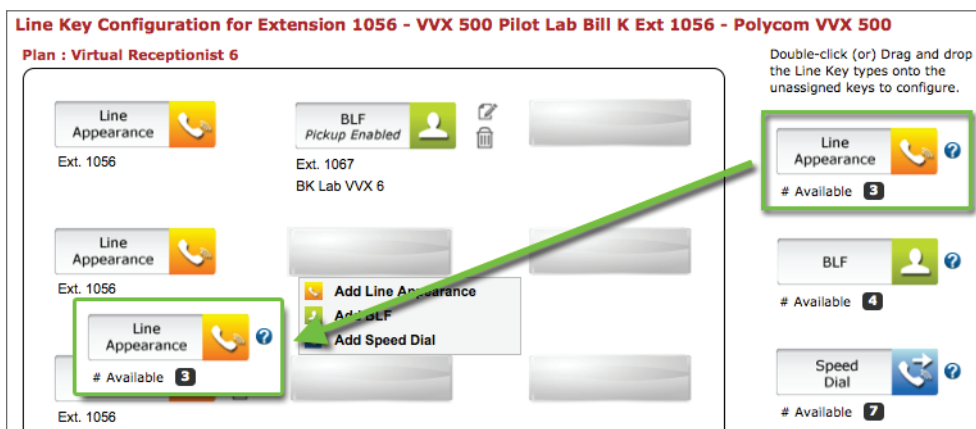 Line Key Configuration for Extension 1056 - VVX 500 Pilot Lab Bill K Ext 1056 - Polycom VVX 500
Plan : Virtual Receptionist 6
Double-click (or) Drag and drop
the Line Key types onto the
unassigned keys to configure.
Line
Appearance
Ext. 1056
BLF
Pickup Enabled
Ext. 1067
BK Lab VVX 6
Line
Appearance
# Available 3
Line
Appearance
Ext. 1056
Add Line Appearance
Add BLF
Add Speed Dial
BLF
# Available 4
Line
Appearance
# Available 3
Ext. 1056
Speed
Dial
# Available 7